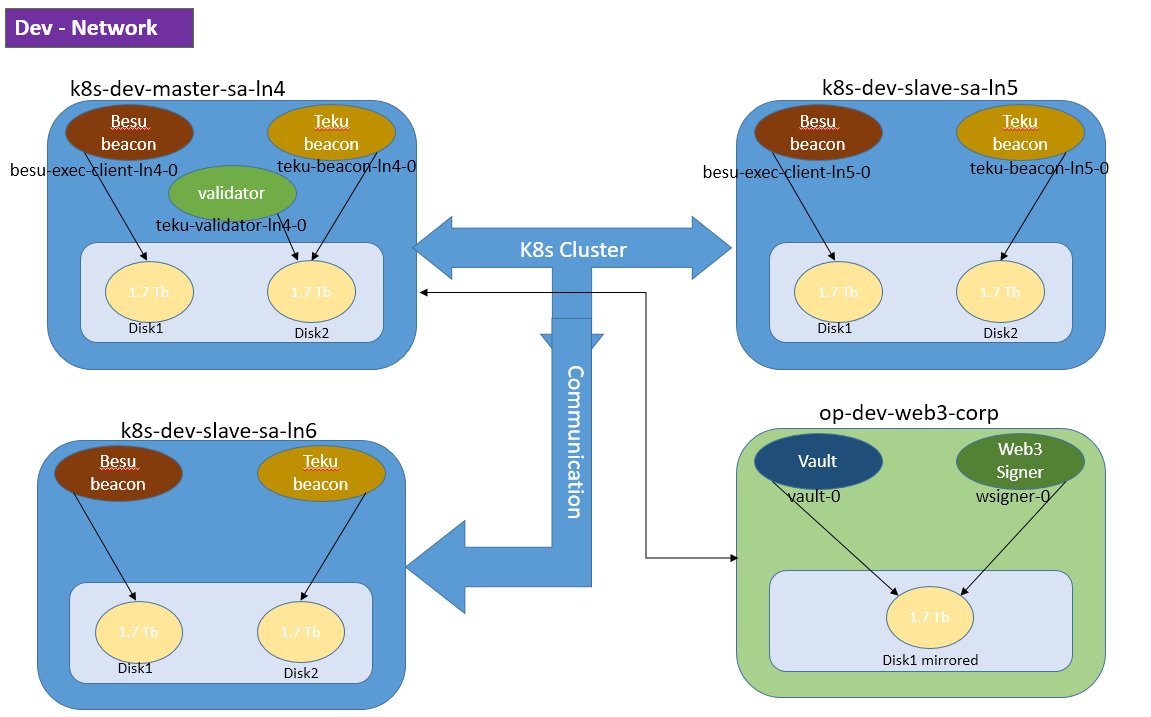 Dev - Network
k8s-dev-master-sa-ln4
Besu
beacon
Teku
beacon
besu-exec-client-ln4-0
teku-beacon-ln4-0
validator
teku-validator-ln4-0
1.7 Tb
1.7 Tb
Disk1
Disk2
K8s Cluster
Communication
k8s-dev-slave-sa-ln5
Besu
beacon
Teku
beacon
besu-exec-client-ln5-0
teku-beacon-ln5-0
1.7 Tb
1.7 Tb
Disk1
Disk2
k8s-dev-slave-sa-ln6
Besu
beacon
Teku
beacon
1.7 Tb
1.7 Tb
Disk1
Disk2
op-dev-web3-corp
Vault
Web3
Signer
vault-0
wsigner-0
1.7 Tb
Disk1 mirrored